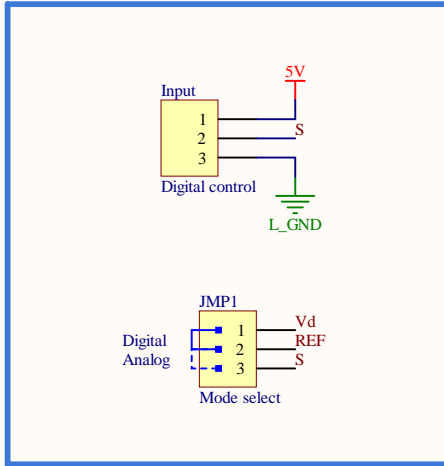 5V
Input
1
S
2
3
Digital control
L_GND
JMP1
Vd
1
Digital
REF
2
Analog
S
3
Mode select